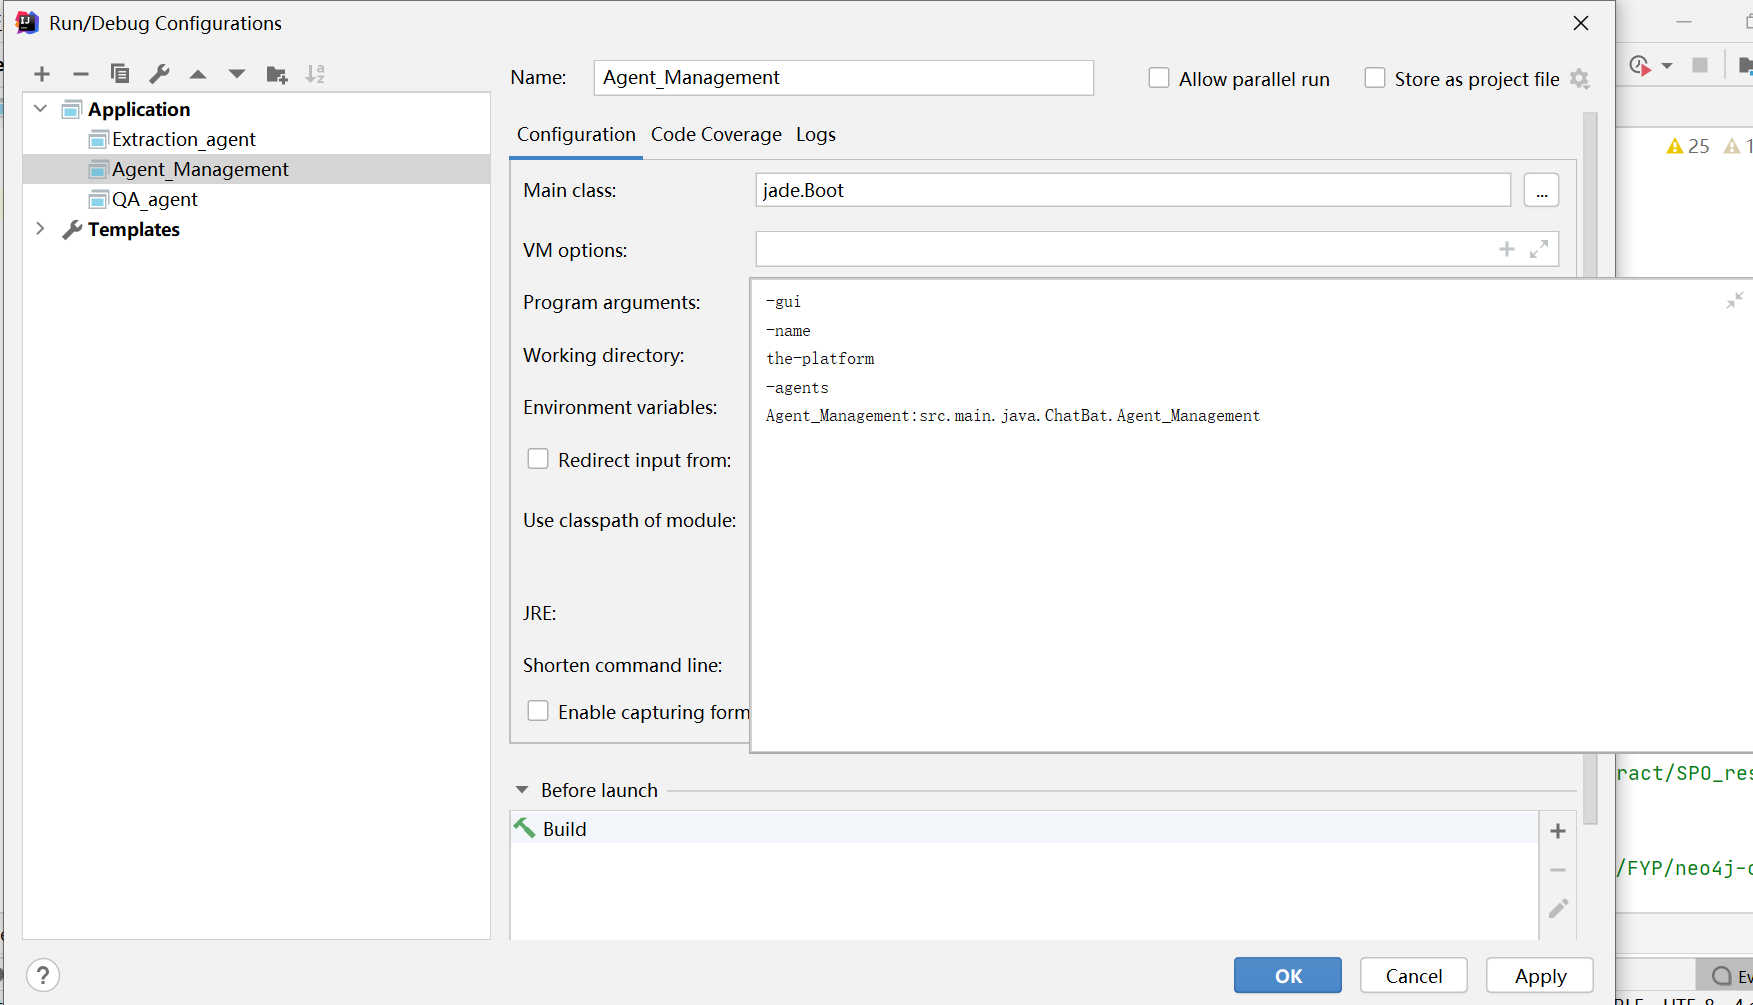 Run/Debug Configurations
Name: Agent_Management
Allow parallel run
Store as project file
Application
Extraction_agent
Agent_Management
QA_agent
Templates
Configuration Code Coverage Logs
25
Main class: jade.Boot ...
VM options:
Program arguments:
-gui
-name
the-platform
-agents
Agent_Management:src.main.java.ChatBat.Agent_Management
Working directory:
Environment variables:
Redirect input from:
Use classpath of module:
JRE:
Shorten command line:
Enable capturing form
Before launch
Build
ract/SPO_res
/FYP/neo4j-c
?
OK Cancel Apply
Ev